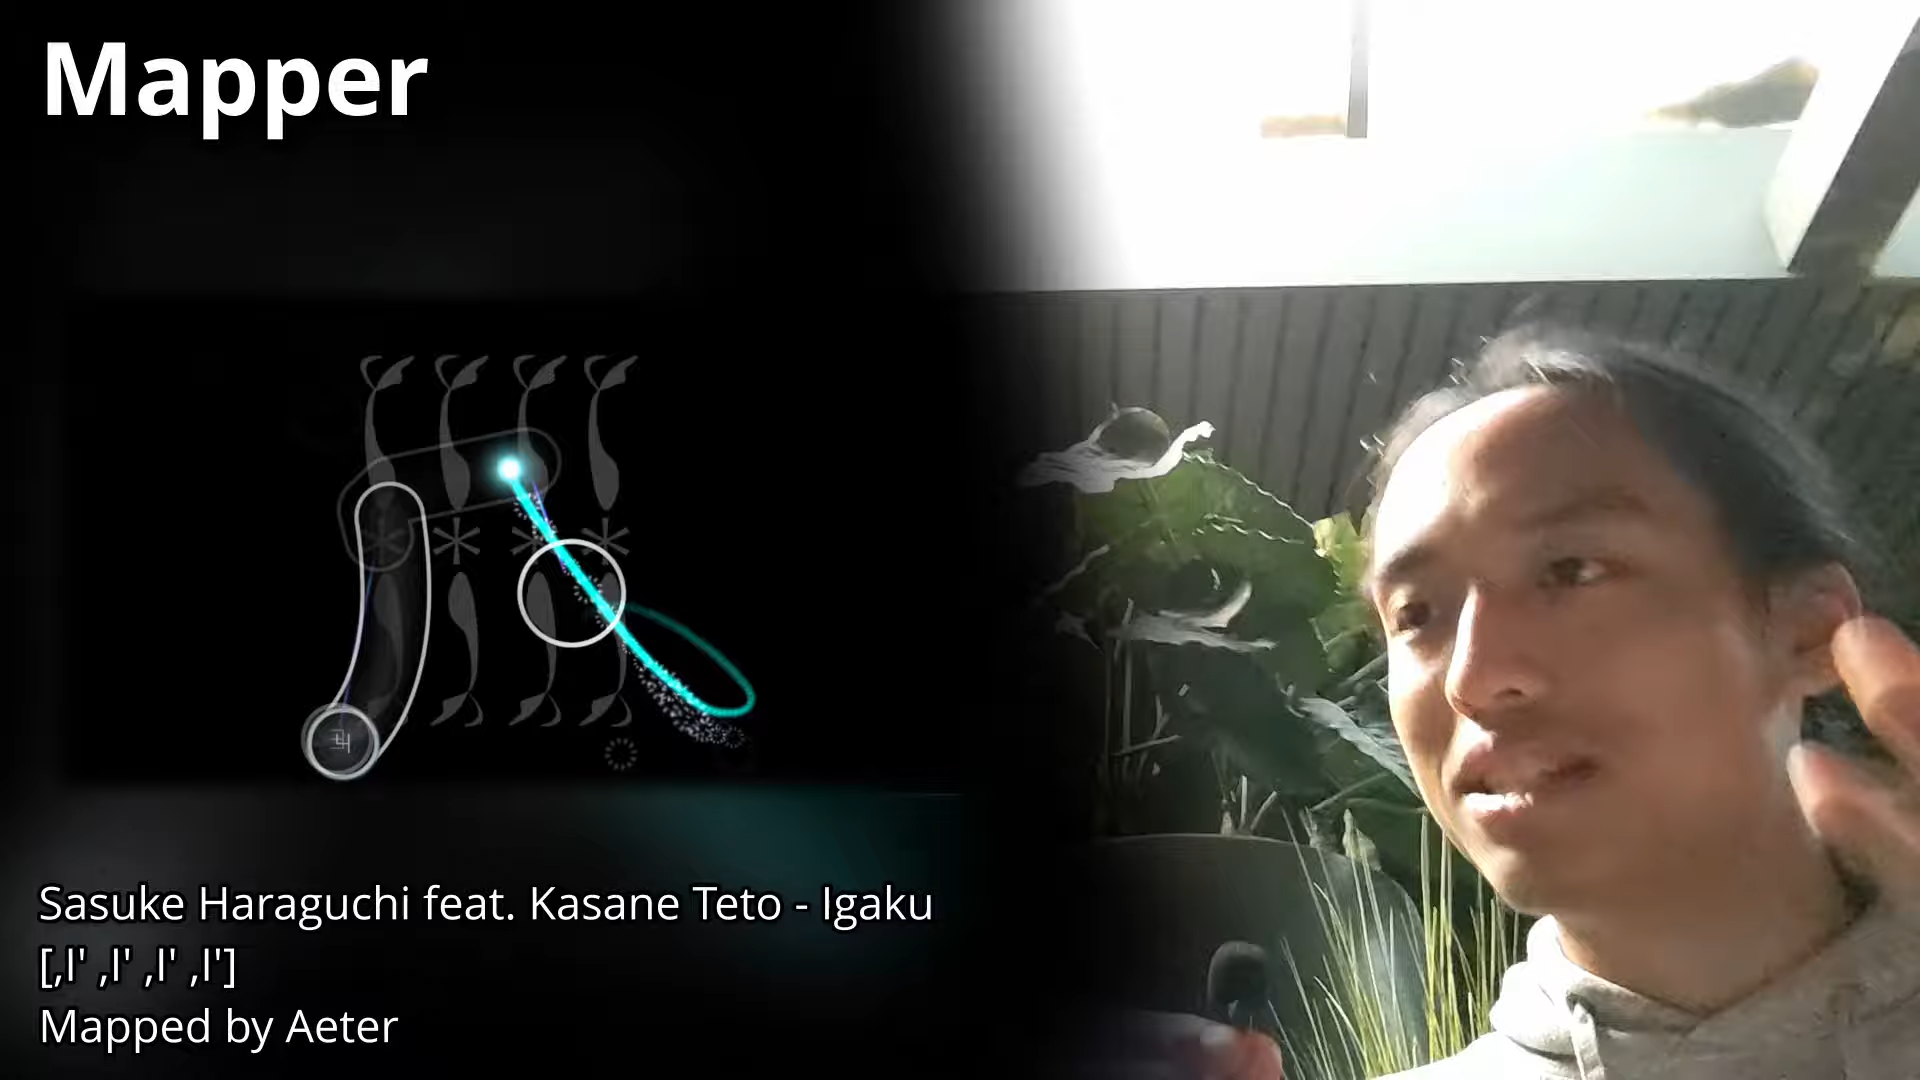 Mapper
Sasuke Haraguchi feat. Kasane Teto - Igaku
[,l' ,l' ,l' ,l']
Mapped by Aeter